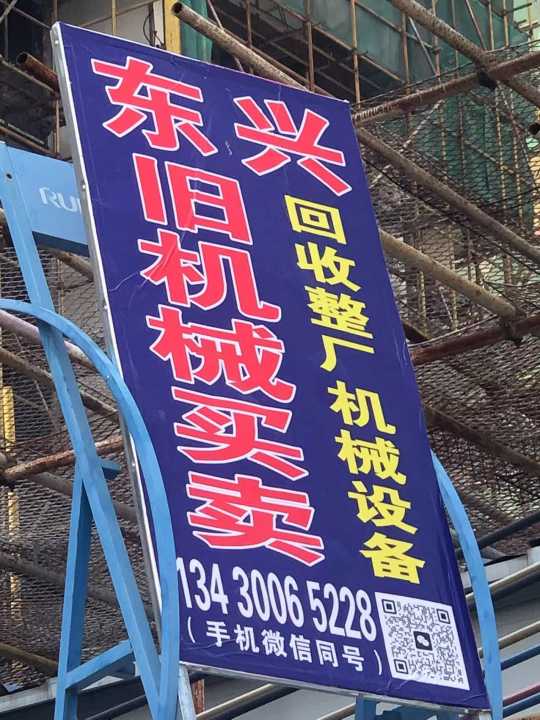 东兴
旧机械买卖
回收整厂机械设备
134 3006 5228
(手机微信同号)